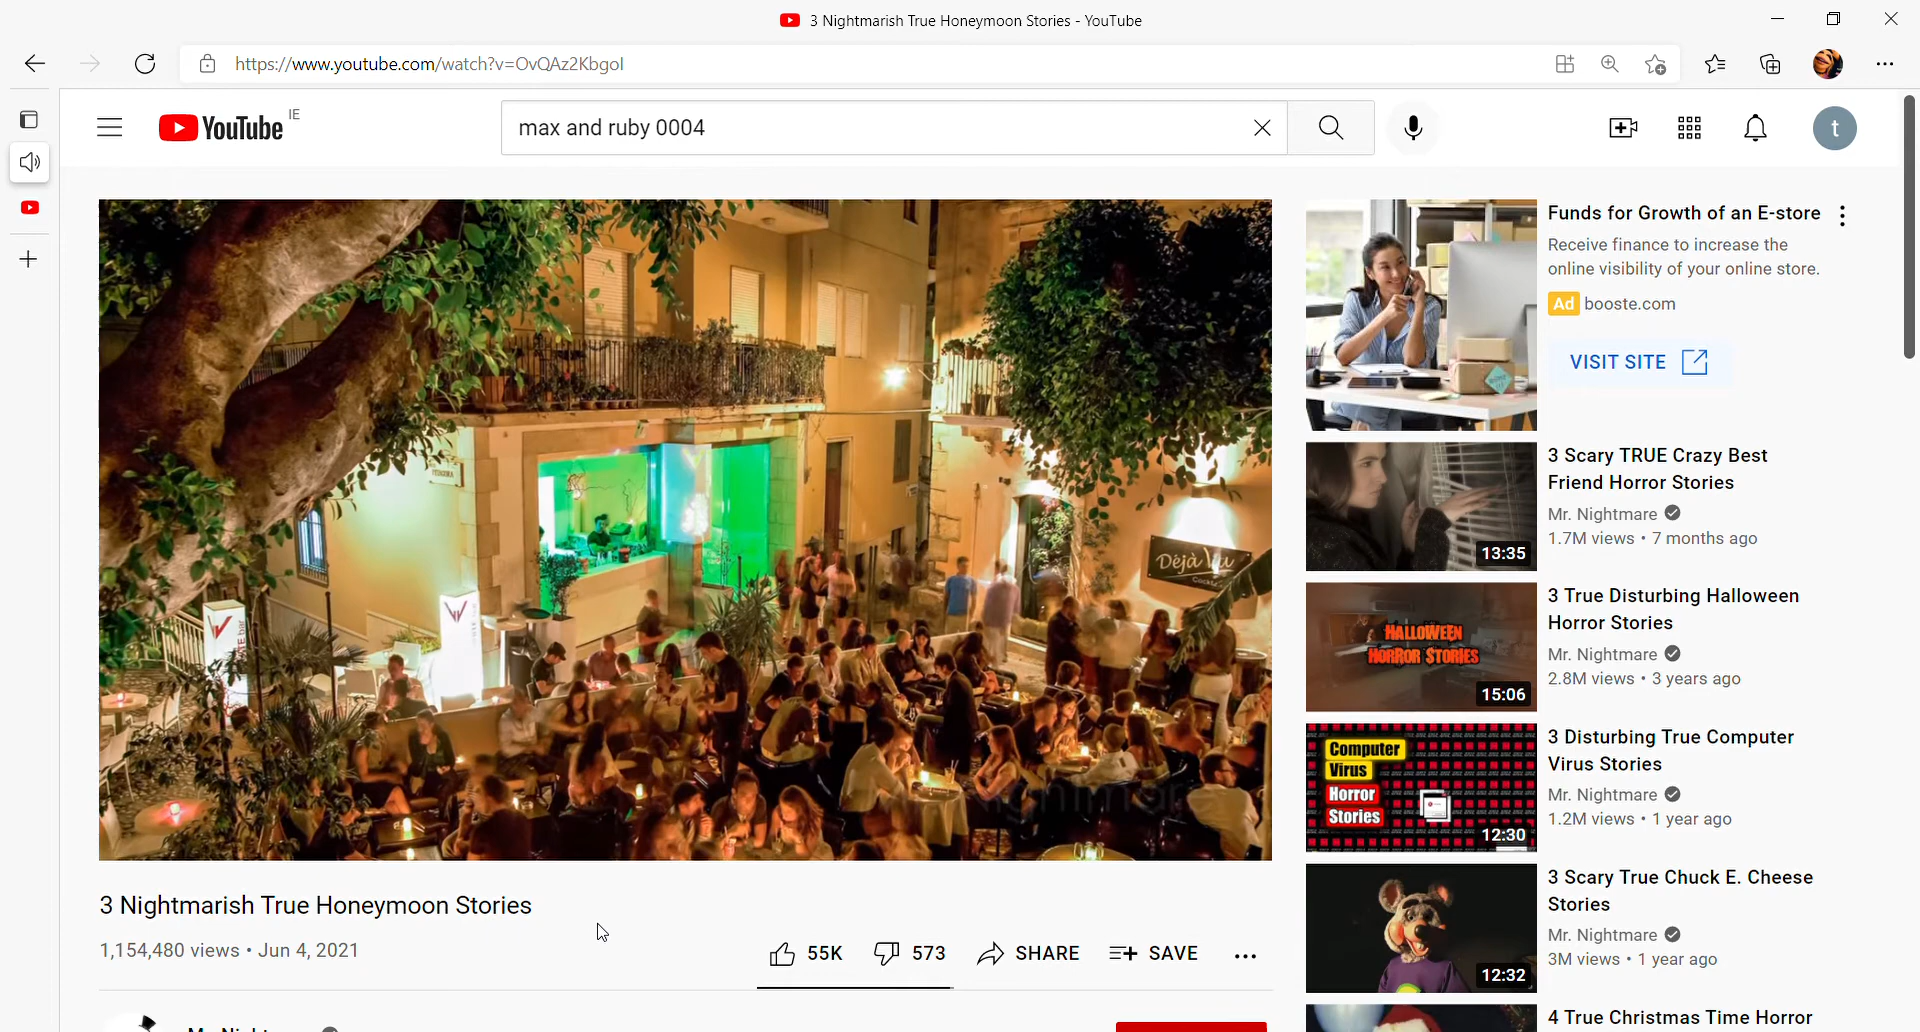 3 Nightmarish True Honeymoon Stories - YouTube
https://www.youtube.com/watch?v=OvQAz2Kbgol
YouTube IE
max and ruby 0004
t
Déjà Vu
3 Nightmarish True Honeymoon Stories
1,154,480 views • Jun 4, 2021
55K
573
SHARE
SAVE
Funds for Growth of an E-store
Receive finance to increase the
online visibility of your online store.
Ad booste.com
VISIT SITE
3 Scary TRUE Crazy Best
Friend Horror Stories
Mr. Nightmare
1.7M views • 7 months ago
13:35
HALLOWEEN
HORROR STORIES
15:06
3 True Disturbing Halloween
Horror Stories
Mr. Nightmare
2.8M views • 3 years ago
Computer
Virus
Horror
Stories
12:30
3 Disturbing True Computer
Virus Stories
Mr. Nightmare
1.2M views • 1 year ago
12:32
3 Scary True Chuck E. Cheese
Stories
Mr. Nightmare
3M views • 1 year ago
4 True Christmas Time Horror